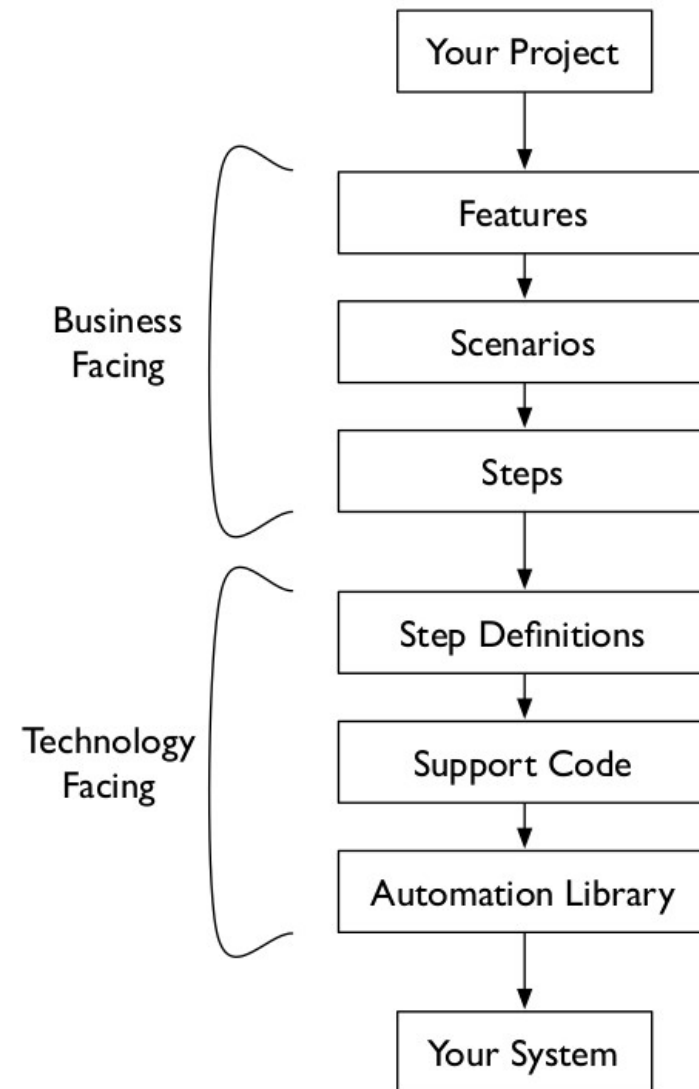 Your Project
Features
Scenarios
Steps
Business
Facing
Step Definitions
Support Code
Automation Library
Technology
Facing
Your System